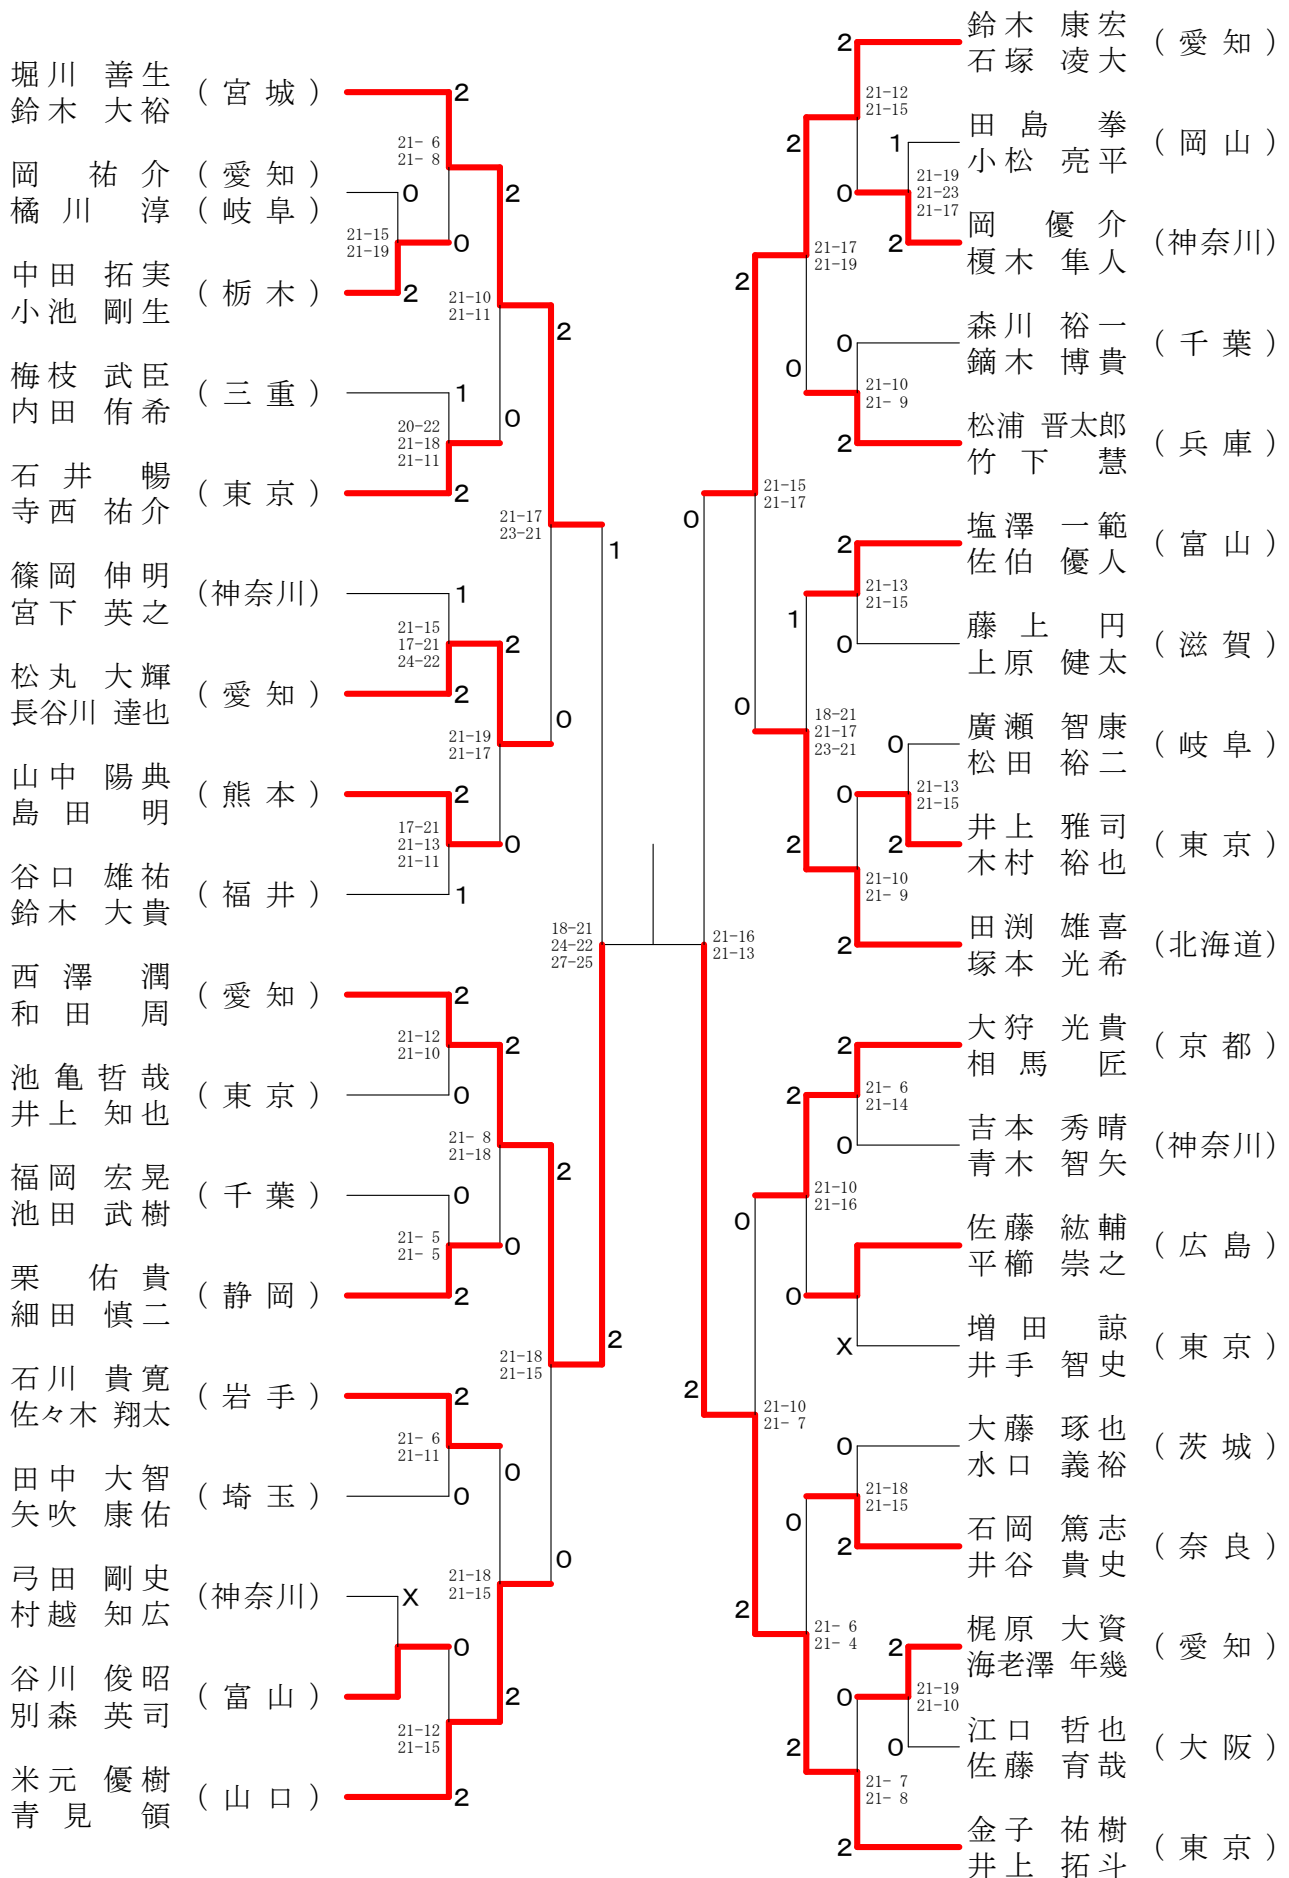 堀川 善生
鈴木 大裕
(宮城)
2
21- 6
21- 8
岡 祐介 (愛知)
橘川 淳 (岐阜)
0
2
21-15
21-19
0
中田 拓実
小池 剛生
(栃木)
2
21-10
21-11
2
梅枝 武臣
内田 侑希
(三重)
1
0
20-22
21-18
21-11
石井 暢
寺西 祐介
(東京)
2
21-17
23-21
1
篠岡 伸明
宮下 英之
(神奈川)
1
21-15
17-21
24-22
2
松丸 大輝
長谷川 達也
(愛知)
2
0
21-19
21-17
山中 陽典
島田 明
(熊本)
2
17-21
21-13
21-11
0
谷口 雄祐
鈴木 大貴
(福井)
1
18-21
24-22
27-25
西澤 潤
和田 周
(愛知)
2
21-12
21-10
2
池亀 哲哉
井上 知也
(東京)
0
21- 8
21-18
2
福岡 宏晃
池田 武樹
(千葉)
0
21- 5
21- 5
0
栗 佑貴
細田 慎二
(静岡)
2
2
21-18
21-15
石川 貴寛
佐々木 翔太
(岩手)
2
21- 6
21-11
0
田中 大智
矢吹 康佑
(埼玉)
0
0
21-18
21-15
弓田 剛史
村越 知広
(神奈川)
X
0
谷川 俊昭
別森 英司
(富山)
2
21-12
21-15
米元 優樹
青見 領
(山口)
2
2
鈴木 康宏
石塚 凌大
(愛知)
21-12
21-15
2
1
田島 拳
小松 亮平
(岡山)
0
21-19
21-23
21-17
2
岡 優介
榎木 隼人
(神奈川)
21-17
21-19
2
0
森川 裕一
鏑木 博貴
(千葉)
0
21-10
21- 9
2
松浦 晋太郎
竹下 慧
(兵庫)
21-15
21-17
0
2
塩澤 一範
佐伯 優人
(富山)
21-13
21-15
1
0
藤上 円
上原 健太
(滋賀)
0
18-21
21-17
23-21
0
廣瀬 智康
松田 裕二
(岐阜)
0
21-13
21-15
2
2
井上 雅司
木村 裕也
(東京)
21-10
21- 9
2
田渕 雄喜
塚本 光希
(北海道)
21-16
21-13
2
大狩 光貴
相馬 匠
(京都)
2
21- 6
21-14
0
吉本 秀晴
青木 智矢
(神奈川)
0
21-10
21-16
佐藤 紘輔
平櫛 崇之
(広島)
0
X
増田 諒
井手 智史
(東京)
2
21-10
21- 7
0
大藤 琢也
水口 義裕
(茨城)
0
21-18
21-15
2
石岡 篤志
井谷 貴史
(奈良)
2
21- 6
21- 4
2
梶原 大資
海老澤 年幾
(愛知)
0
21-19
21-10
2
0
江口 哲也
佐藤 育哉
(大阪)
21- 7
21- 8
2
金子 祐樹
井上 拓斗
(東京)